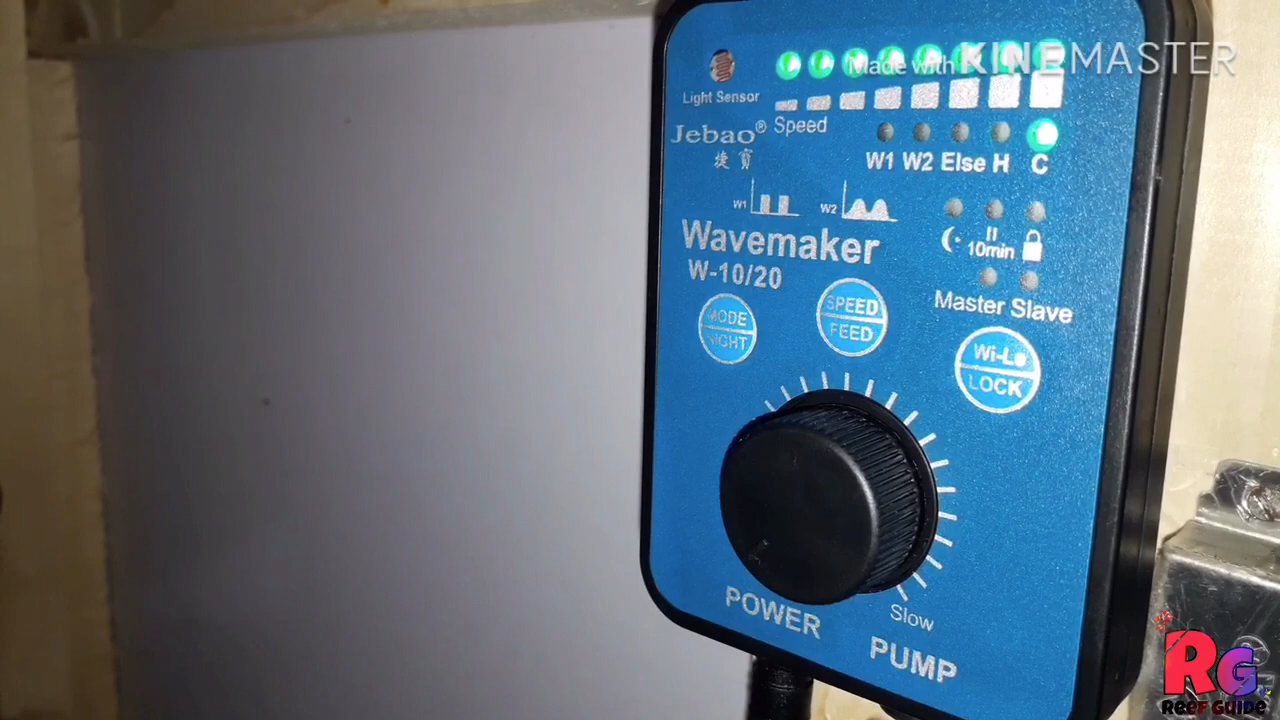 Made with KINEMASTER
Light Sensor
Jebao® Speed
捷寶
W1 W2 Else H C
W1 W2
Wavemaker
W-10/20
10min
Master Slave
MODE
NIGHT
SPEED
FEED
Wi-Lo
LOCK
POWER
Slow
PUMP
RG
REEF GUIDE